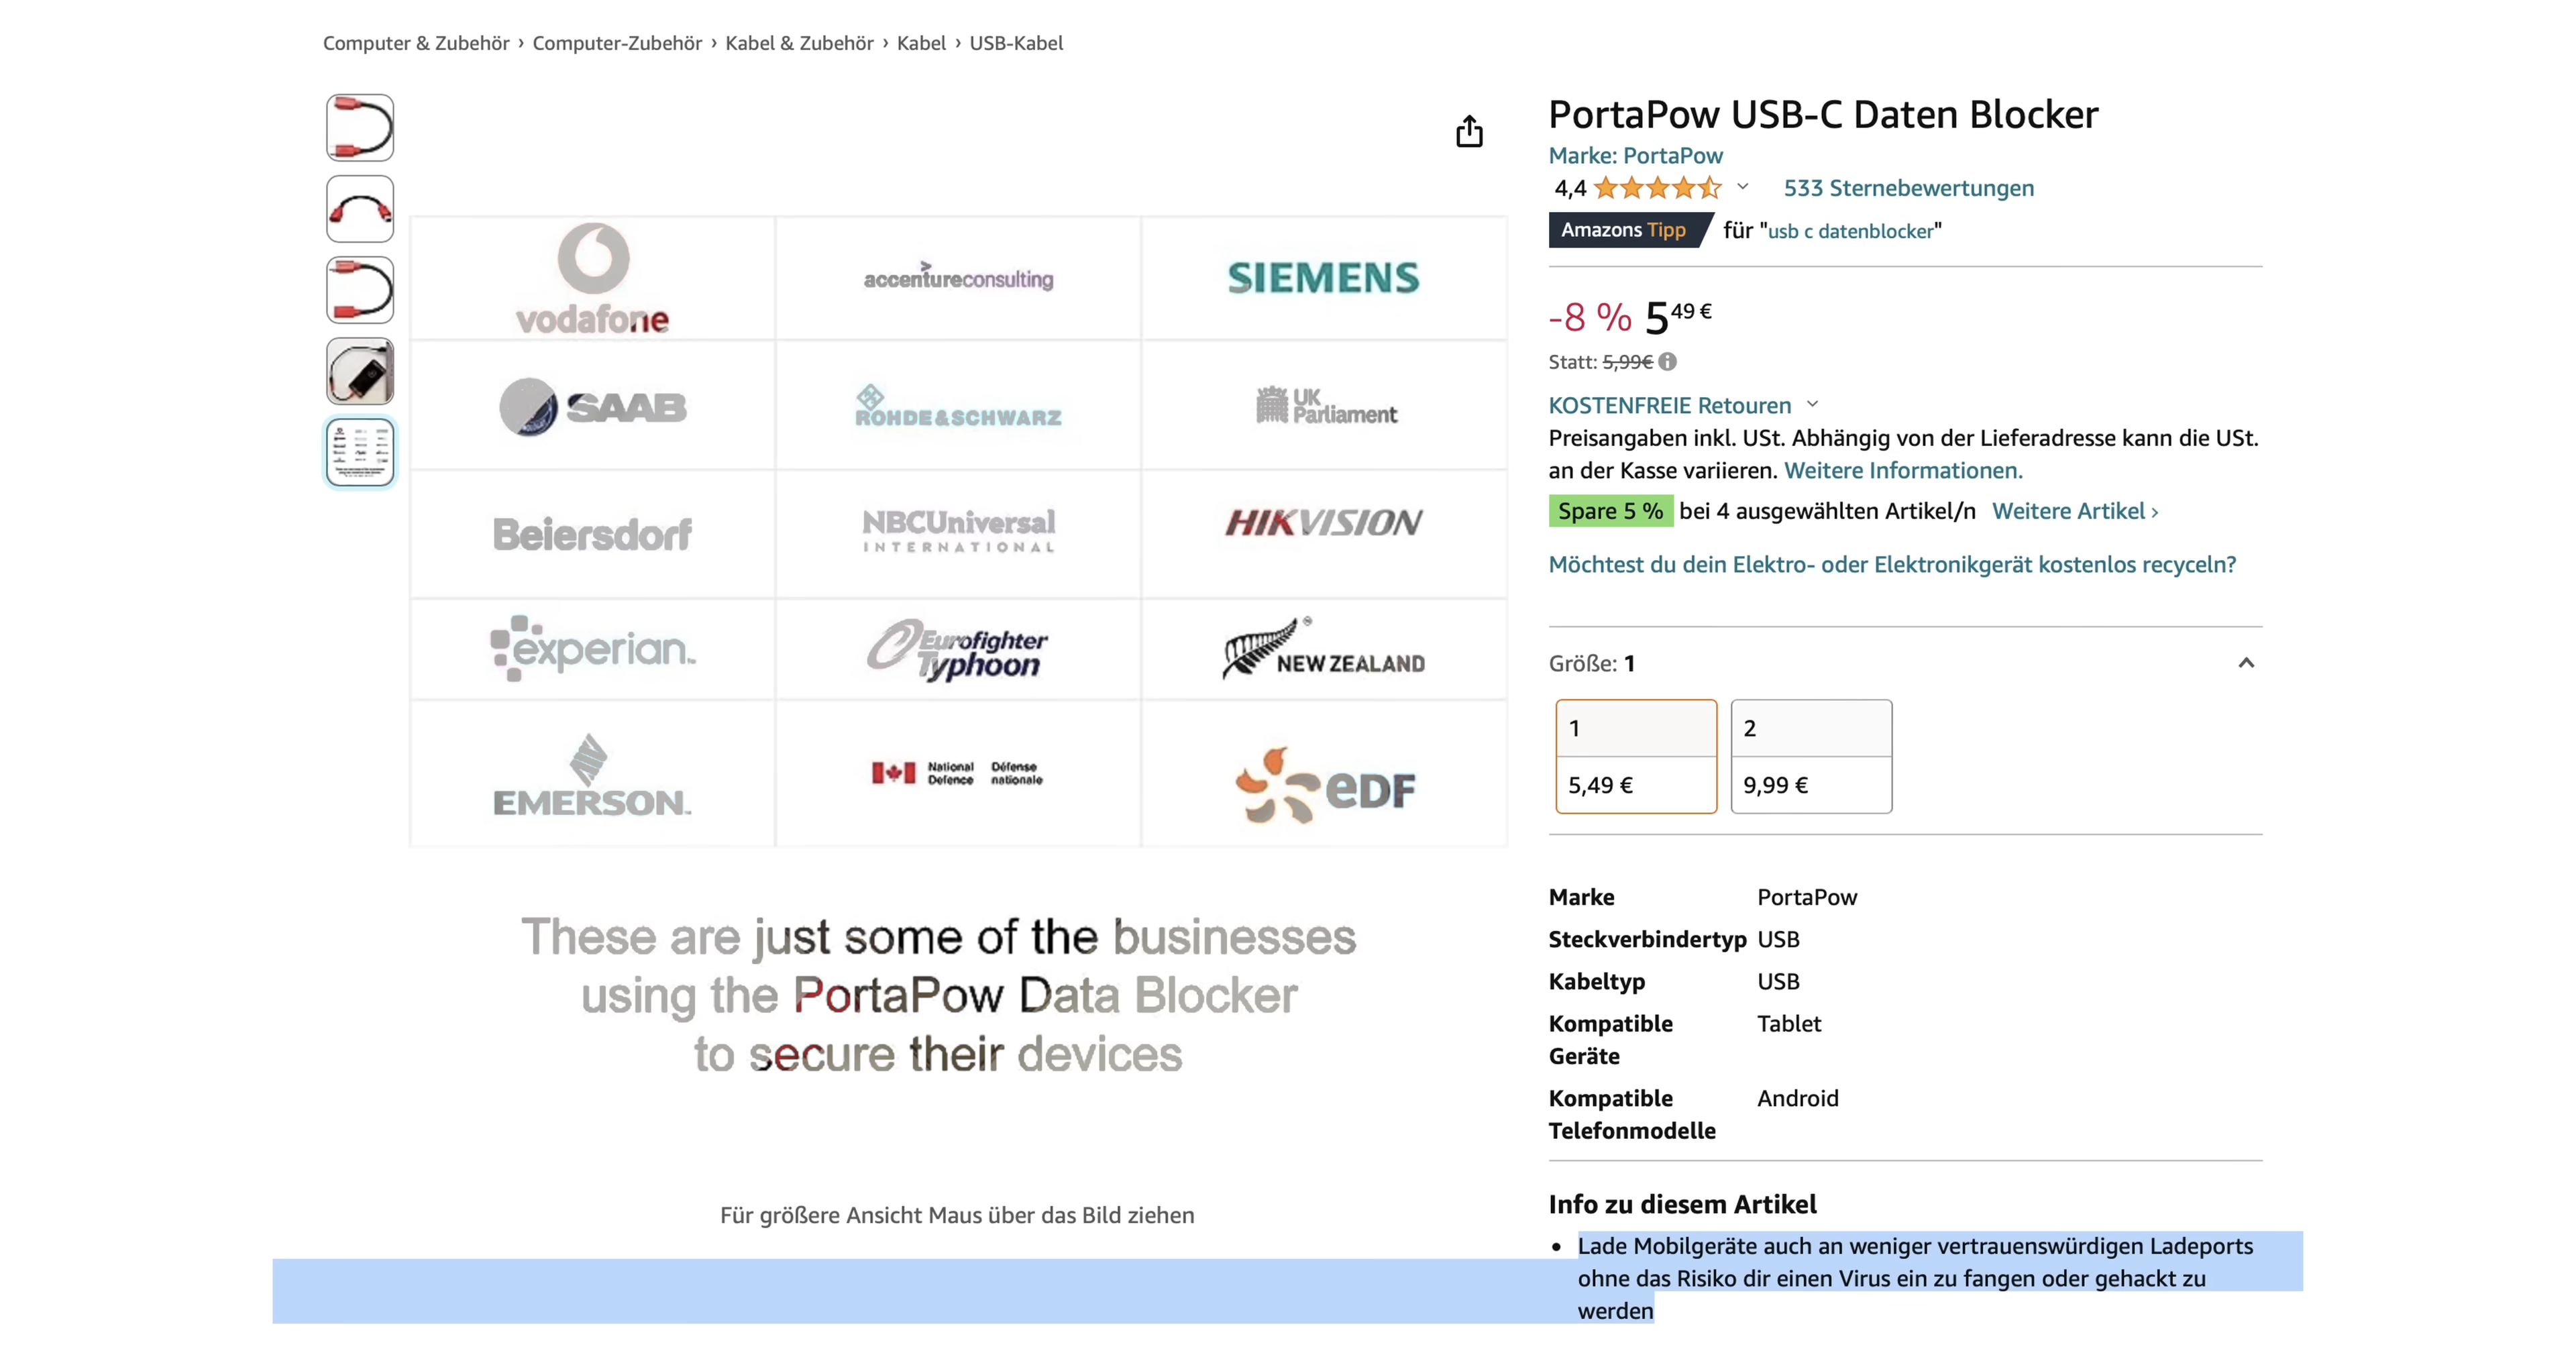 Computer & Zubehör › Computer-Zubehör › Kabel & Zubehör › Kabel › USB-Kabel
vodafone
accentureconsulting
SIEMENS
SAAB
ROHDE&SCHWARZ
UK
Parliament
Beiersdorf
NBCUniversal
INTERNATIONAL
HIKVISION
experian™
Eurofighter
Typhoon
NEW ZEALAND
EMERSON™
National Défense
Defence nationale
eDF
These are just some of the businesses
using the PortaPow Data Blocker
to secure their devices
Für größere Ansicht Maus über das Bild ziehen
PortaPow USB-C Daten Blocker
Marke: PortaPow
4,4 533 Sternebewertungen
Amazons Tipp für "usb c datenblocker"
-8 % 5 49 €
Statt: 5,99€
KOSTENFREIE Retouren
Preisangaben inkl. USt. Abhängig von der Lieferadresse kann die USt.
an der Kasse variieren. Weitere Informationen.
Spare 5 % bei 4 ausgewählten Artikel/n Weitere Artikel ›
Möchtest du dein Elektro- oder Elektronikgerät kostenlos recyceln?
Größe: 1
1 2
5,49 € 9,99 €
Marke PortaPow
Steckverbindertyp USB
Kabeltyp USB
Kompatible Tablet
Geräte
Kompatible Android
Telefonmodelle
Info zu diesem Artikel
• Lade Mobilgeräte auch an weniger vertrauenswürdigen Ladeports
ohne das Risiko dir einen Virus ein zu fangen oder gehackt zu
werden